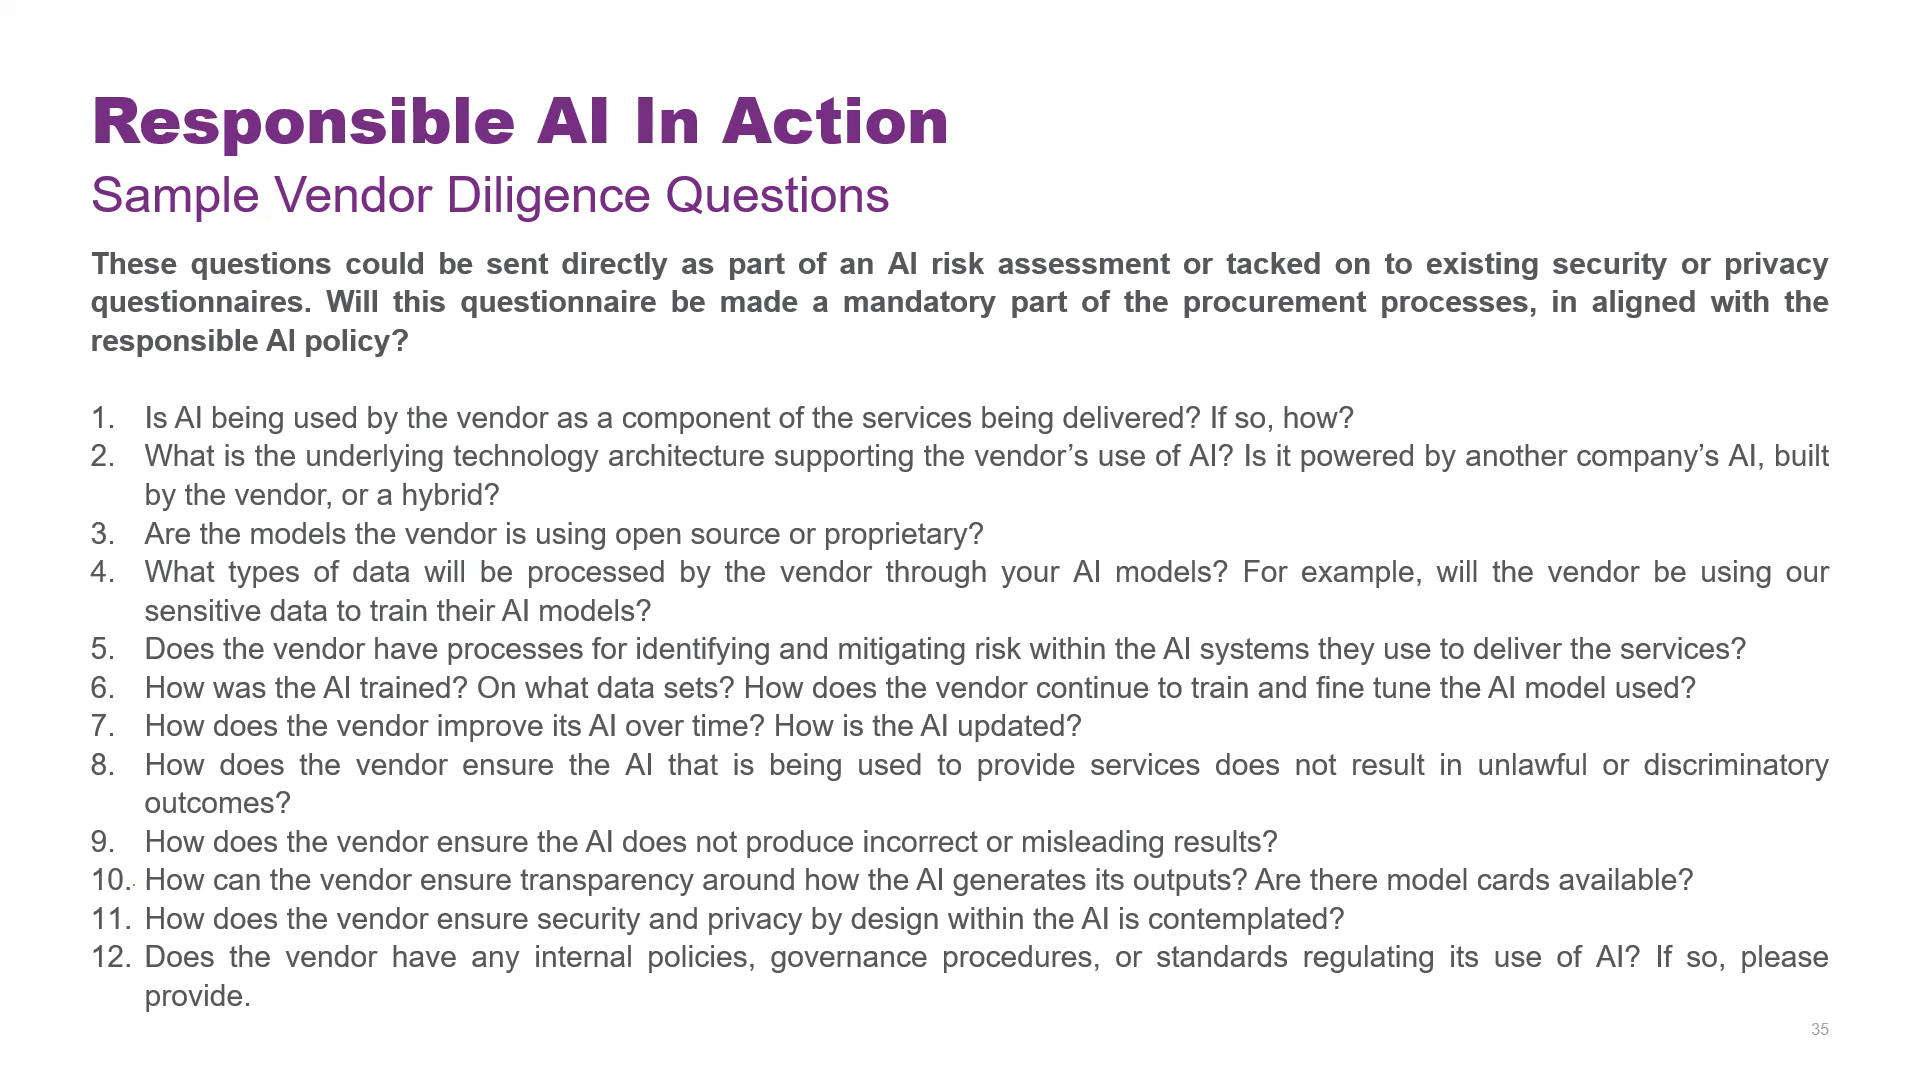 Responsible AI In Action
Sample Vendor Diligence Questions
These questions could be sent directly as part of an AI risk assessment or tacked on to existing security or privacy
questionnaires. Will this questionnaire be made a mandatory part of the procurement processes, in aligned with the
responsible AI policy?
1. Is AI being used by the vendor as a component of the services being delivered? If so, how?
2. What is the underlying technology architecture supporting the vendor’s use of AI? Is it powered by another company’s AI, built
by the vendor, or a hybrid?
3. Are the models the vendor is using open source or proprietary?
4. What types of data will be processed by the vendor through your AI models? For example, will the vendor be using our
sensitive data to train their AI models?
5. Does the vendor have processes for identifying and mitigating risk within the AI systems they use to deliver the services?
6. How was the AI trained? On what data sets? How does the vendor continue to train and fine tune the AI model used?
7. How does the vendor improve its AI over time? How is the AI updated?
8. How does the vendor ensure the AI that is being used to provide services does not result in unlawful or discriminatory
outcomes?
9. How does the vendor ensure the AI does not produce incorrect or misleading results?
10. How can the vendor ensure transparency around how the AI generates its outputs? Are there model cards available?
11. How does the vendor ensure security and privacy by design within the AI is contemplated?
12. Does the vendor have any internal policies, governance procedures, or standards regulating its use of AI? If so, please
provide.
35